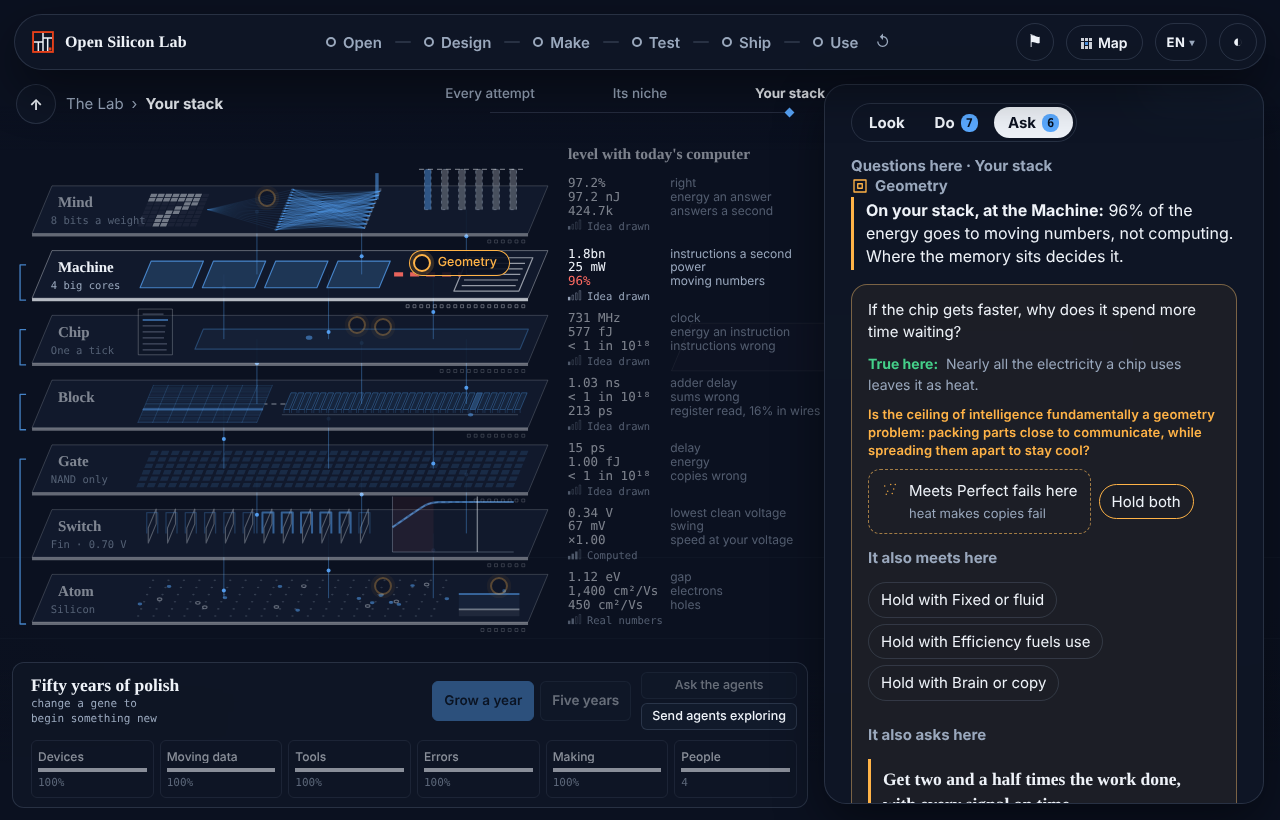 Open Silicon Lab
Open
Design
Make
Test
Ship
Use
Map
EN
The Lab › Your stack
Every attempt
Its niche
Your stack
level with today's computer
Mind
8 bits a weight
97.2% right
97.2 nJ energy an answer
424.7k answers a second
Idea drawn
Machine
4 big cores
Geometry
1.8bn instructions a second
25 mW power
96% moving numbers
Idea drawn
Chip
One a tick
731 MHz clock
577 fJ energy an instruction
< 1 in 10¹⁸ instructions wrong
Idea drawn
Block
1.03 ns adder delay
< 1 in 10¹⁸ sums wrong
213 ps register read, 16% in wires
Idea drawn
Gate
NAND only
15 ps delay
1.00 fJ energy
< 1 in 10¹⁸ copies wrong
Idea drawn
Switch
Fin · 0.70 V
0.34 V lowest clean voltage
67 mV swing
×1.00 speed at your voltage
Computed
Atom
Silicon
1.12 eV gap
1,400 cm²/Vs electrons
450 cm²/Vs holes
Real numbers
Fifty years of polish
change a gene to
begin something new
Grow a year
Five years
Ask the agents
Send agents exploring
Devices
100%
Moving data
100%
Tools
100%
Errors
100%
Making
100%
People
4
Look
Do 7
Ask 6
Questions here · Your stack
Geometry
On your stack, at the Machine: 96% of the
energy goes to moving numbers, not computing.
Where the memory sits decides it.
If the chip gets faster, why does it spend more
time waiting?
True here: Nearly all the electricity a chip uses
leaves it as heat.
Is the ceiling of intelligence fundamentally a geometry
problem: packing parts close to communicate, while
spreading them apart to stay cool?
Meets Perfect fails here
heat makes copies fail
Hold both
It also meets here
Hold with Fixed or fluid
Hold with Efficiency fuels use
Hold with Brain or copy
It also asks here
Get two and a half times the work done,
with every signal on time